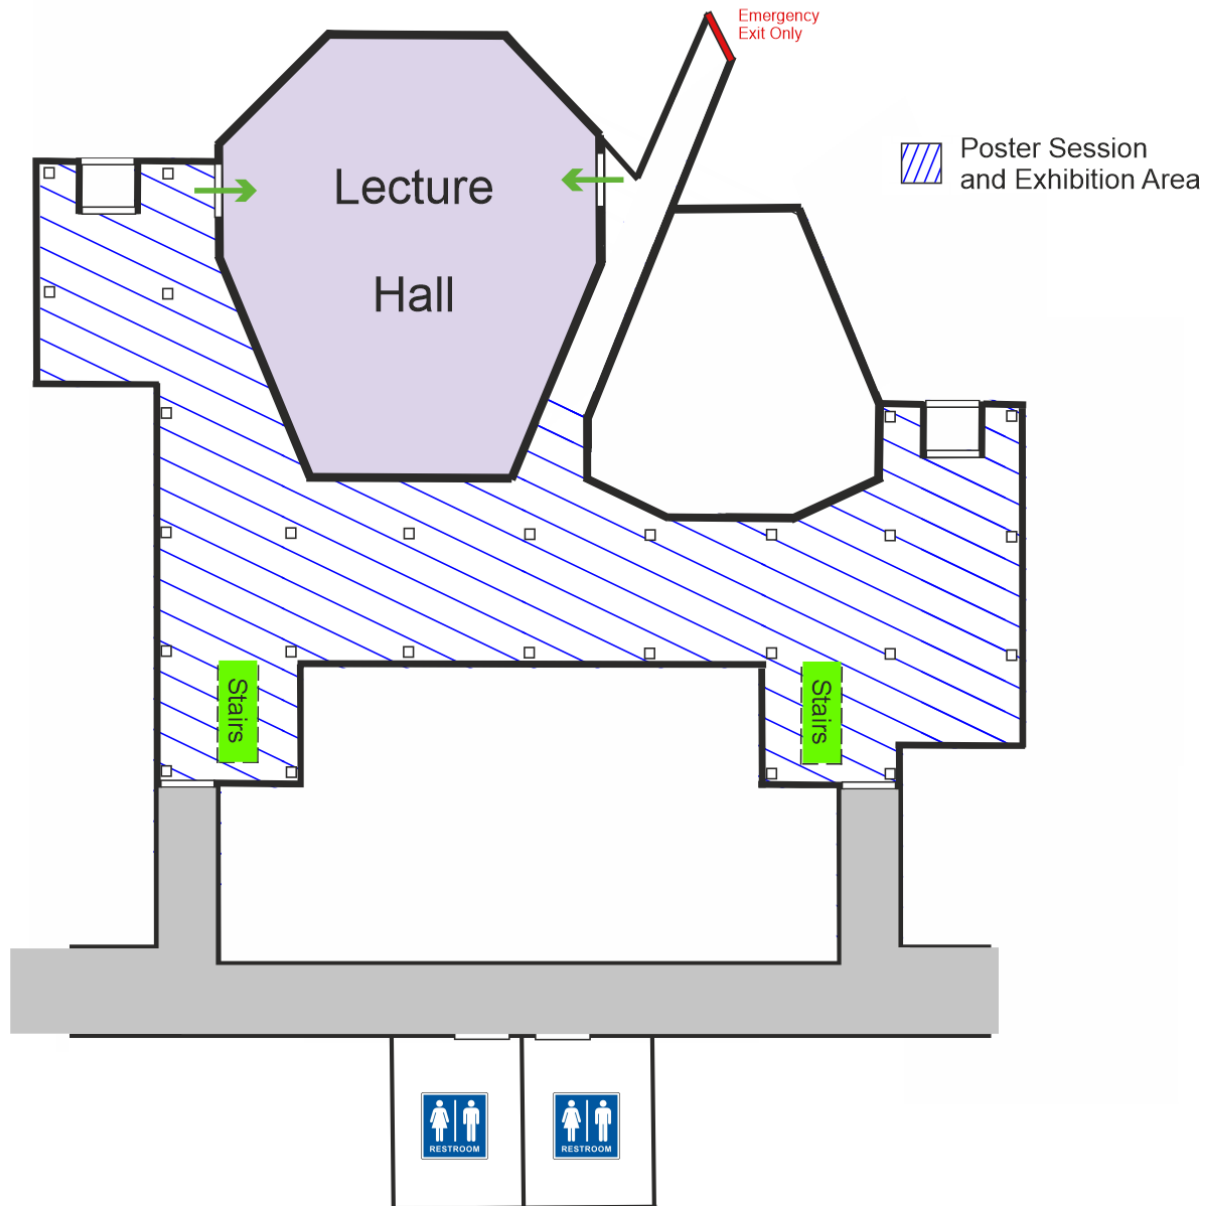 Emergency
Exit Only
Poster Session
and Exhibition Area
Lecture
Hall
Stairs
Stairs
RESTROOM
RESTROOM